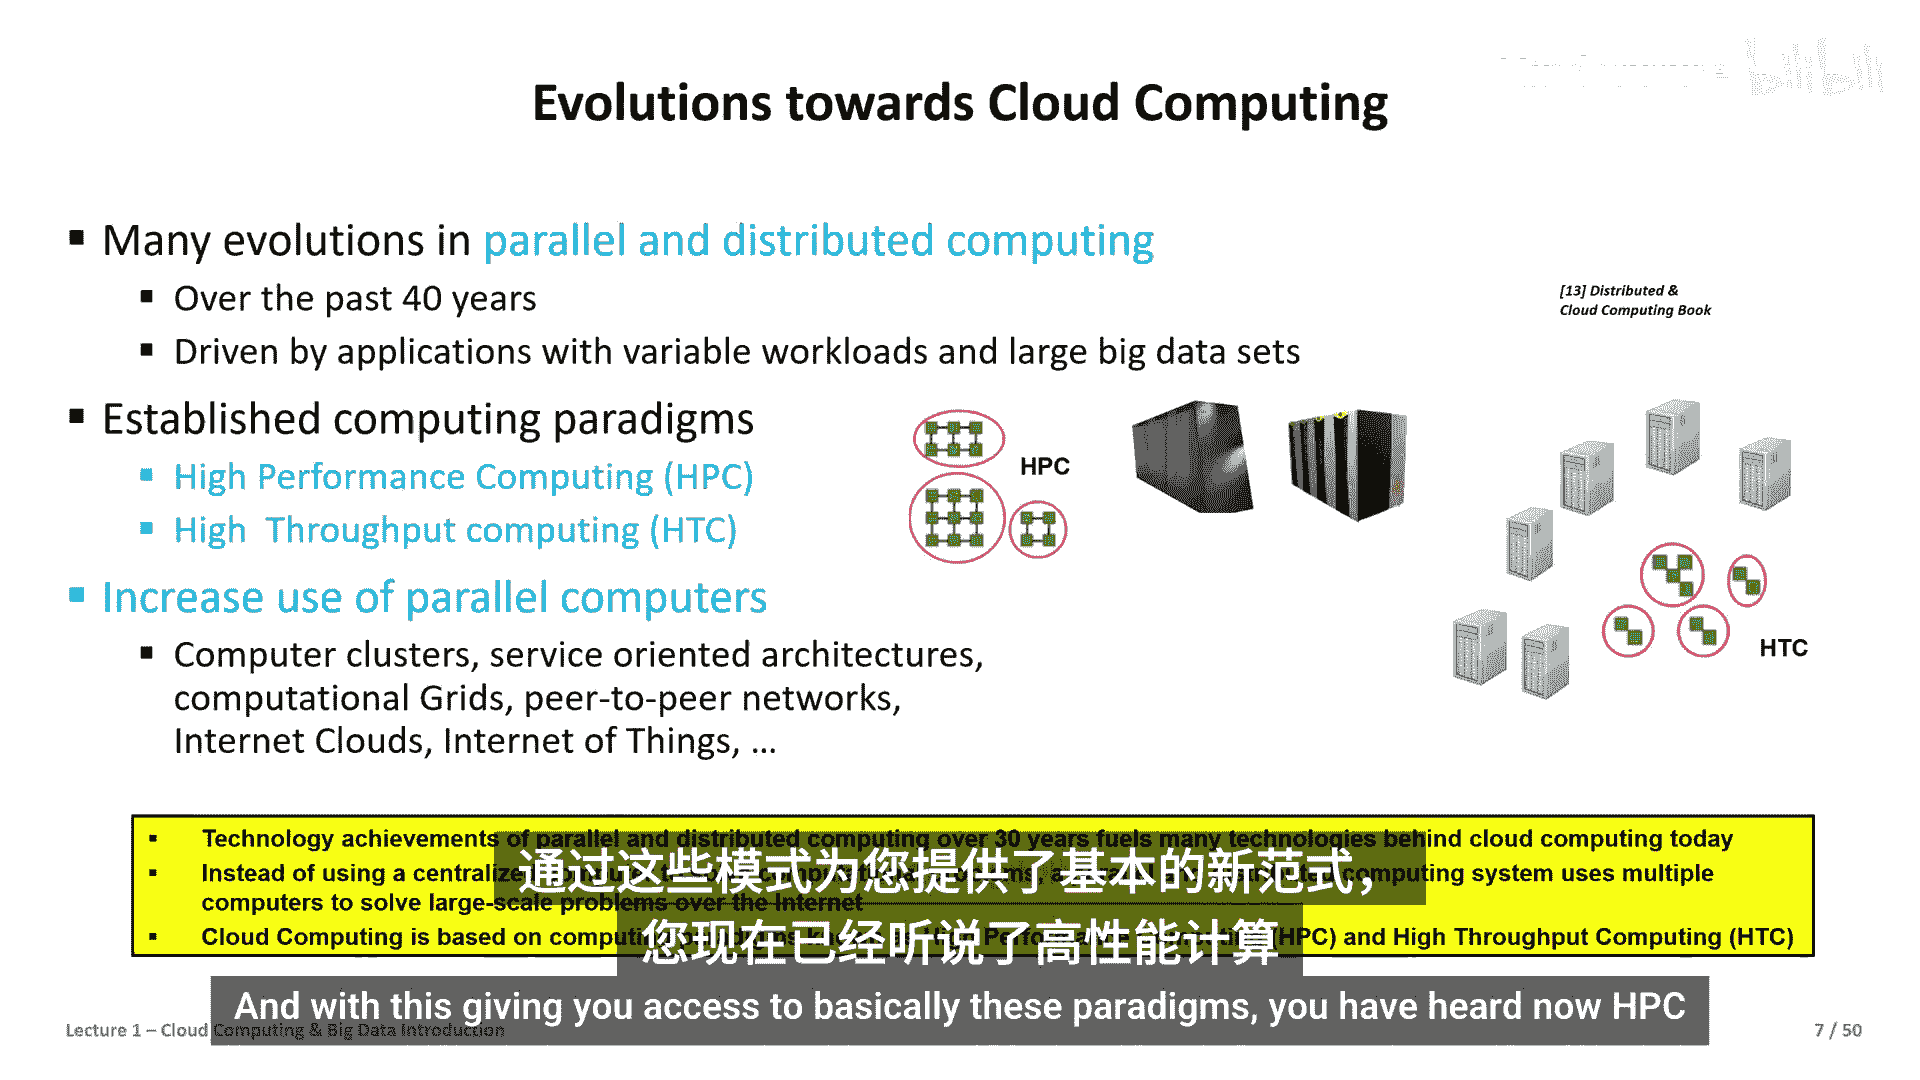 bilibili
Evolutions towards Cloud Computing
▪ Many evolutions in parallel and distributed computing
▪ Over the past 40 years
▪ Driven by applications with variable workloads and large big data sets
[13] Distributed &
Cloud Computing Book
▪ Established computing paradigms
▪ High Performance Computing (HPC)
▪ High Throughput computing (HTC)
HPC
▪ Increase use of parallel computers
▪ Computer clusters, service oriented architectures,
computational Grids, peer-to-peer networks,
Internet Clouds, Internet of Things, …
HTC
▪ Technology achievements of parallel and distributed computing over 30 years fuels many technologies behind cloud computing today
▪ Instead of using a centralized computer computing system uses multiple
computers to solve large-scale problems over the Internet
▪ Cloud Computing is based on computing paradigms (HPC) and High Throughput Computing (HTC)
通过这些模式为您提供了基本的新范式，
您现在已经听说了高性能计算
And with this giving you access to basically these paradigms, you have heard now HPC
Lecture 1 – Cloud Computing & Big Data Introduction
7 / 50